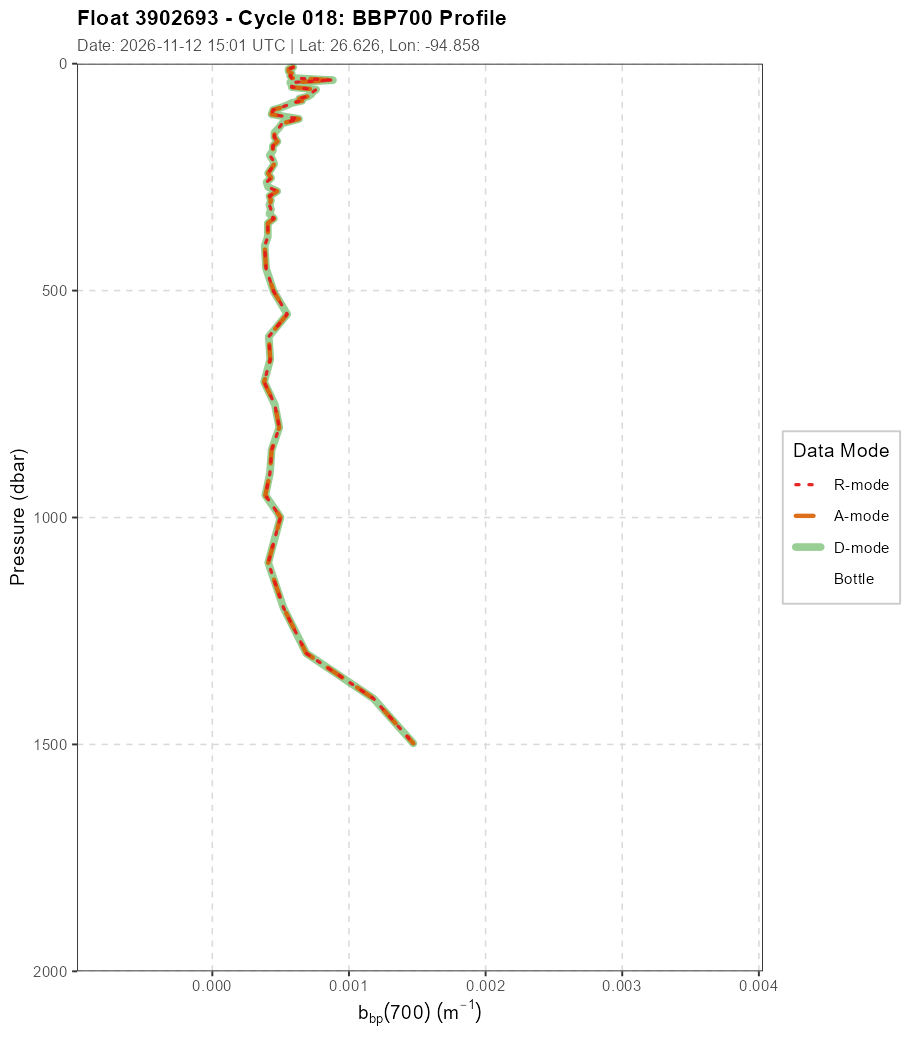 Float 3902693 - Cycle 018: BBP700 Profile
Date: 2026-11-12 15:01 UTC | Lat: 26.626, Lon: -94.858
0
500
1000
1500
2000
Pressure (dbar)
0.000
0.001
0.002
0.003
0.004
b_bp(700) (m⁻¹)
Data Mode
R-mode
A-mode
D-mode
Bottle